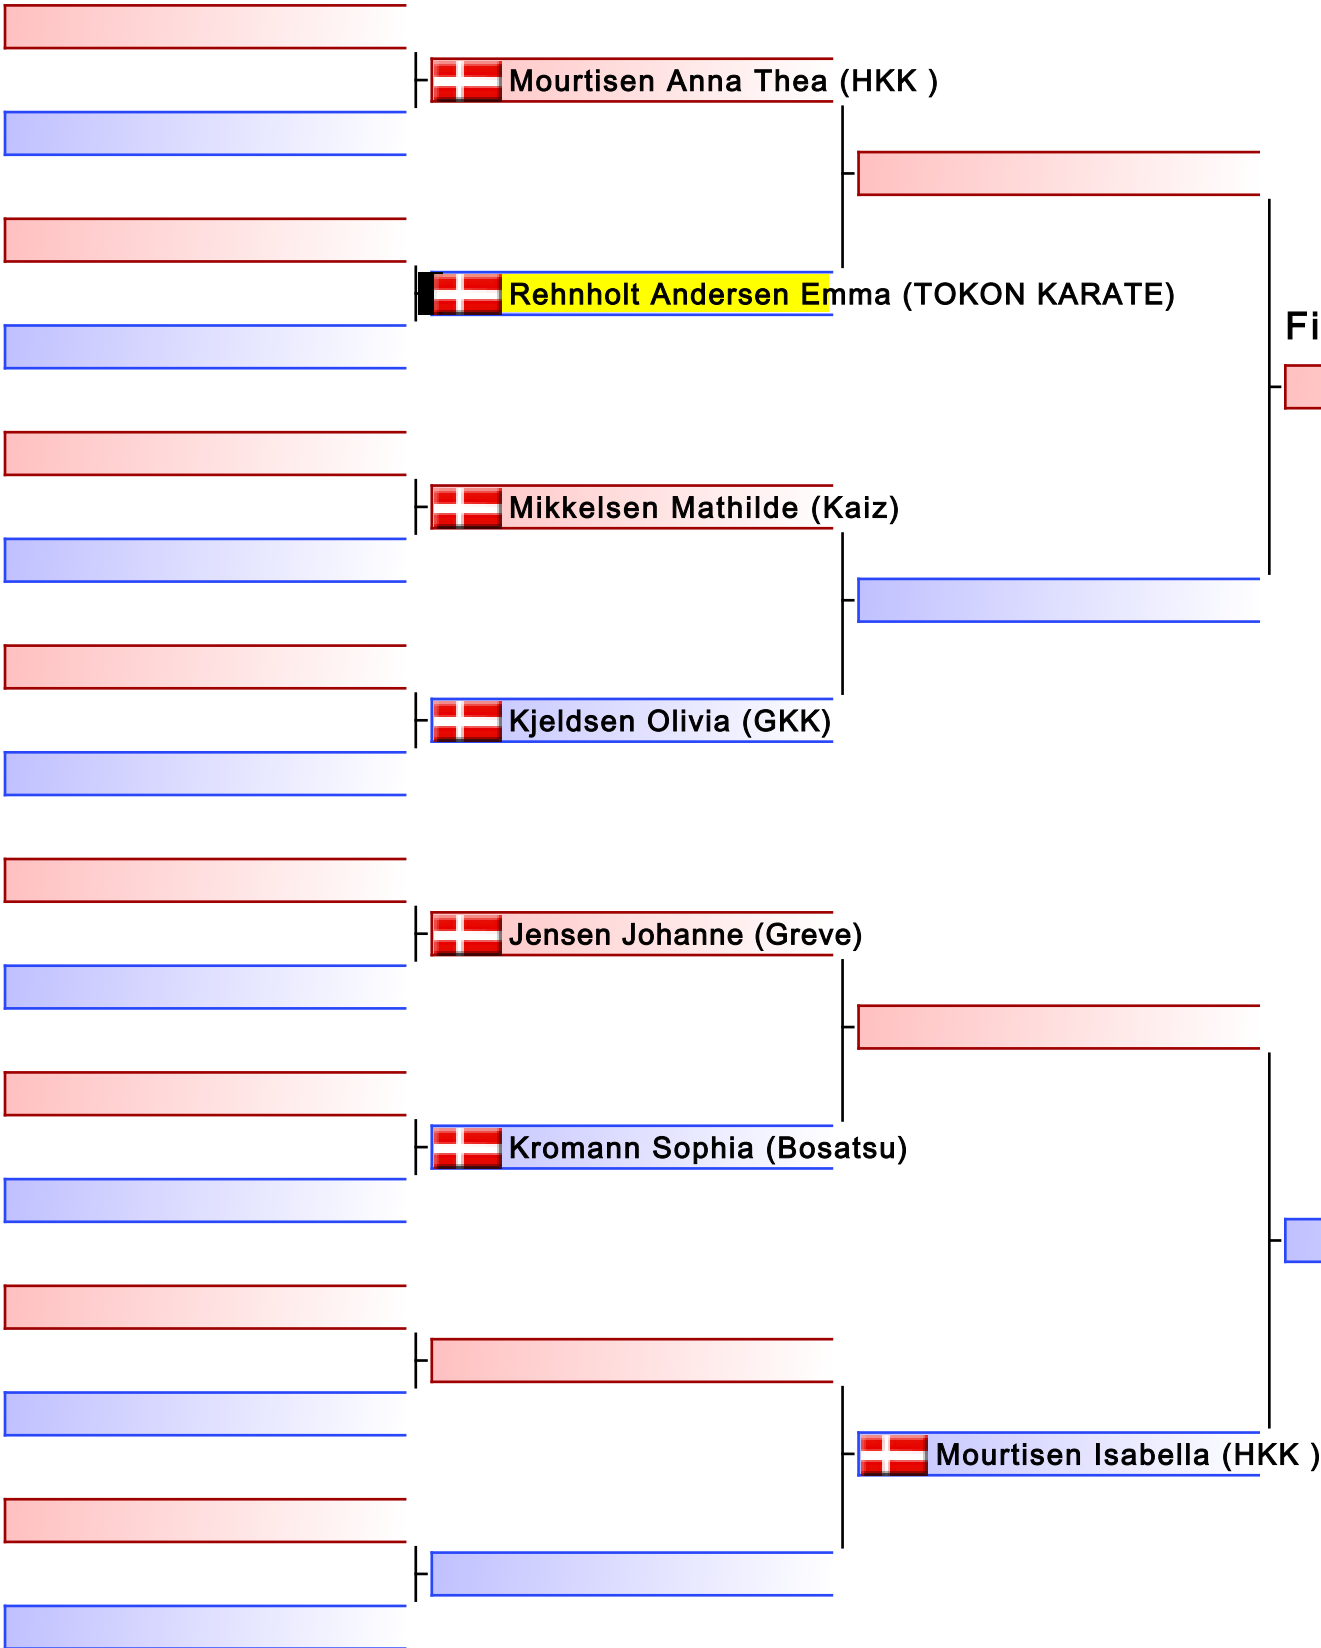 Mourtisen Anna Thea (HKK )
Rehnholt Andersen Emma (TOKON KARATE)
Fi
Mikkelsen Mathilde (Kaiz)
Kjeldsen Olivia (GKK)
Jensen Johanne (Greve)
Kromann Sophia (Bosatsu)
Mourtisen Isabella (HKK )